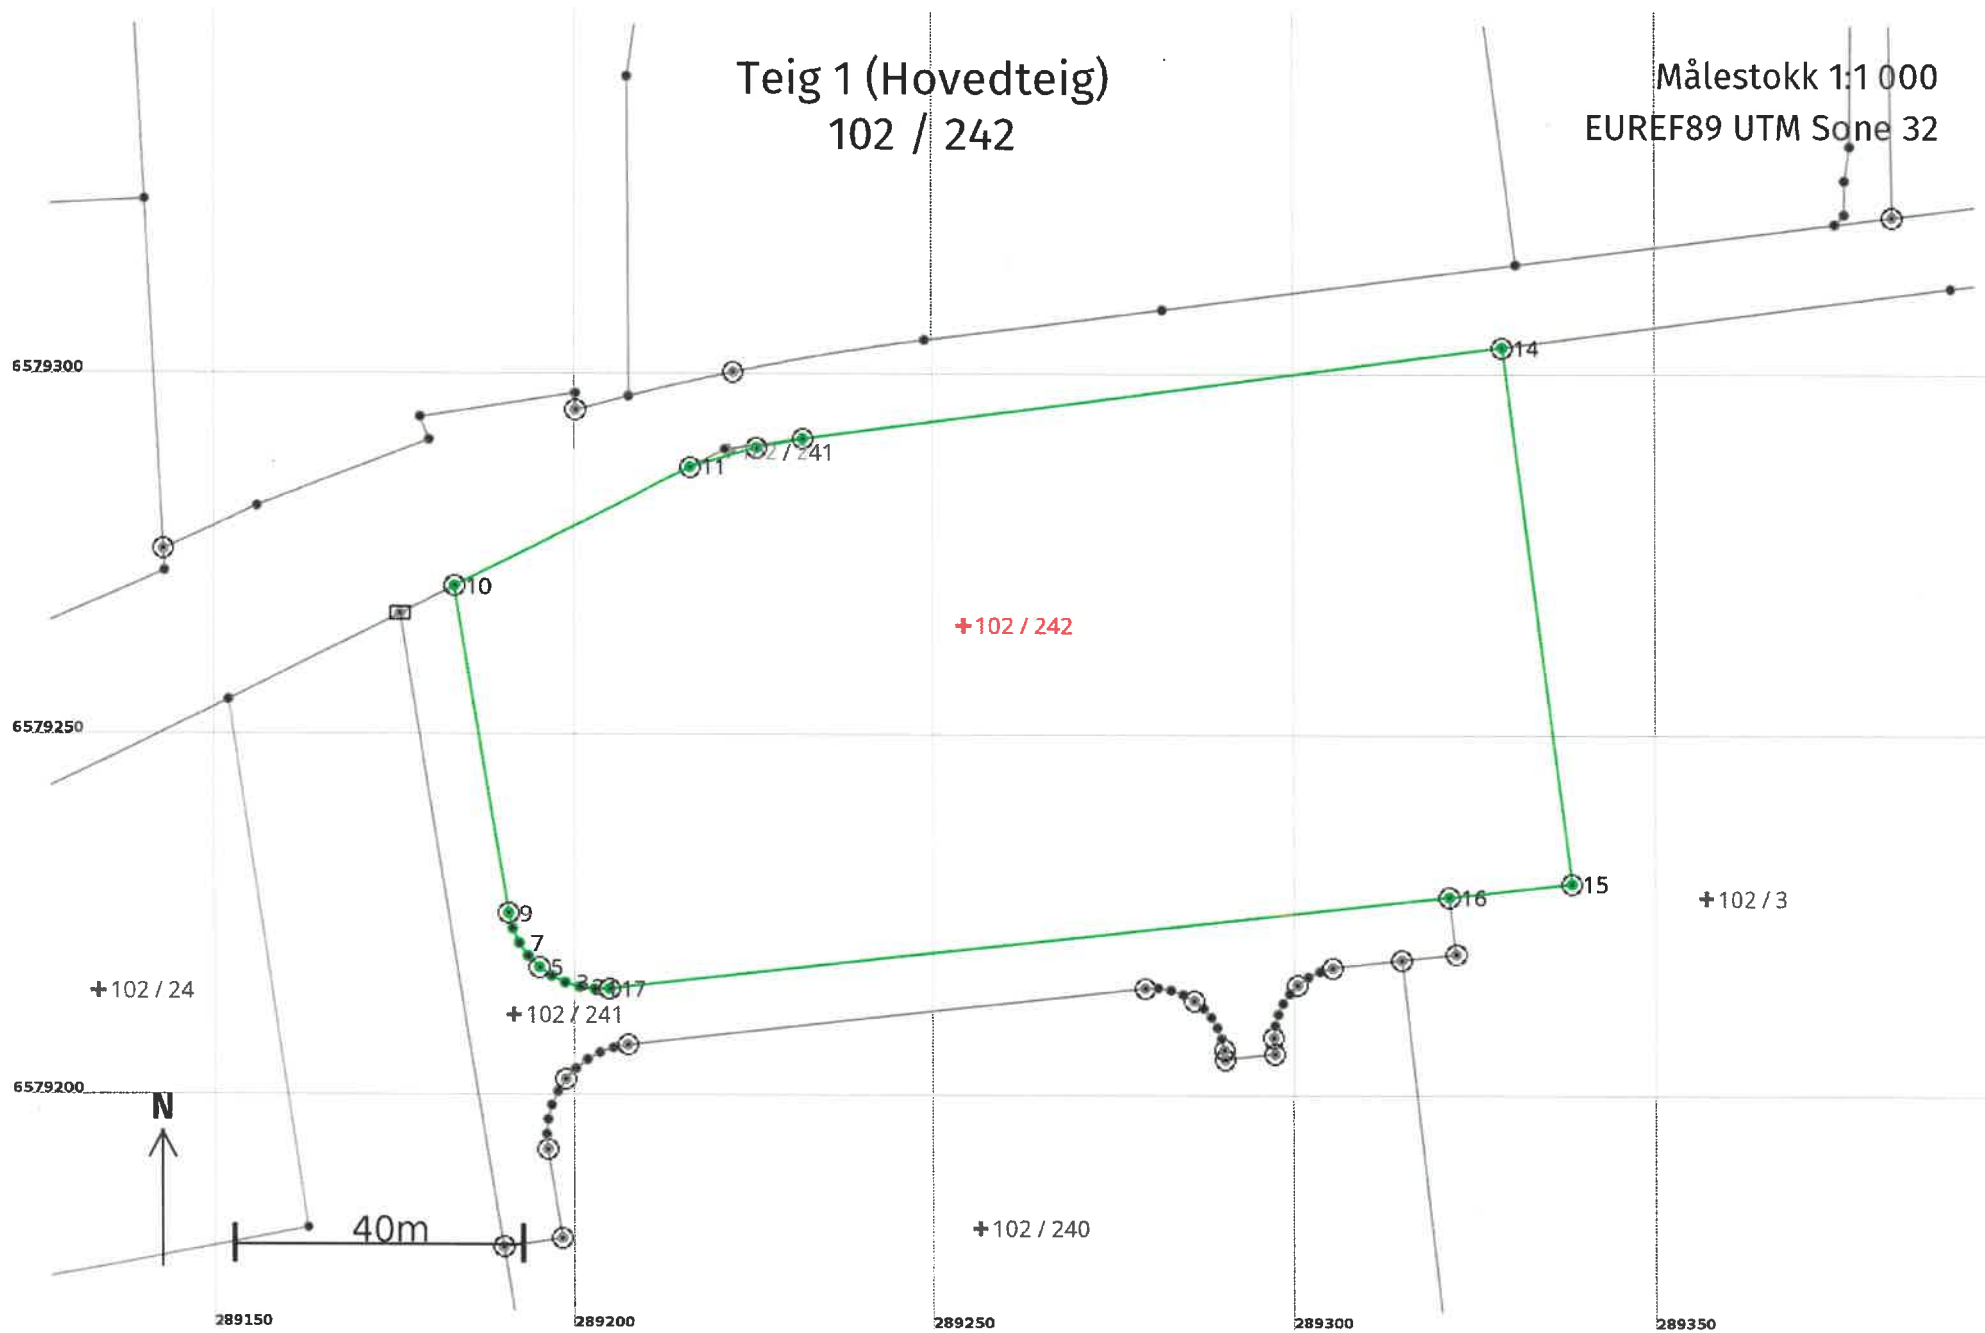 Teig 1 (Hovedteig)
102 / 242
Målestokk 1:1 000
EUREF89 UTM Sone 32
6579300
14
11
/ 241
10
+102 / 242
6579250
9
7
5
17
16
15
+102 / 3
+102 / 24
+102 / 241
6579200
N
40m
+102 / 240
289150
289200
289250
289300
289350